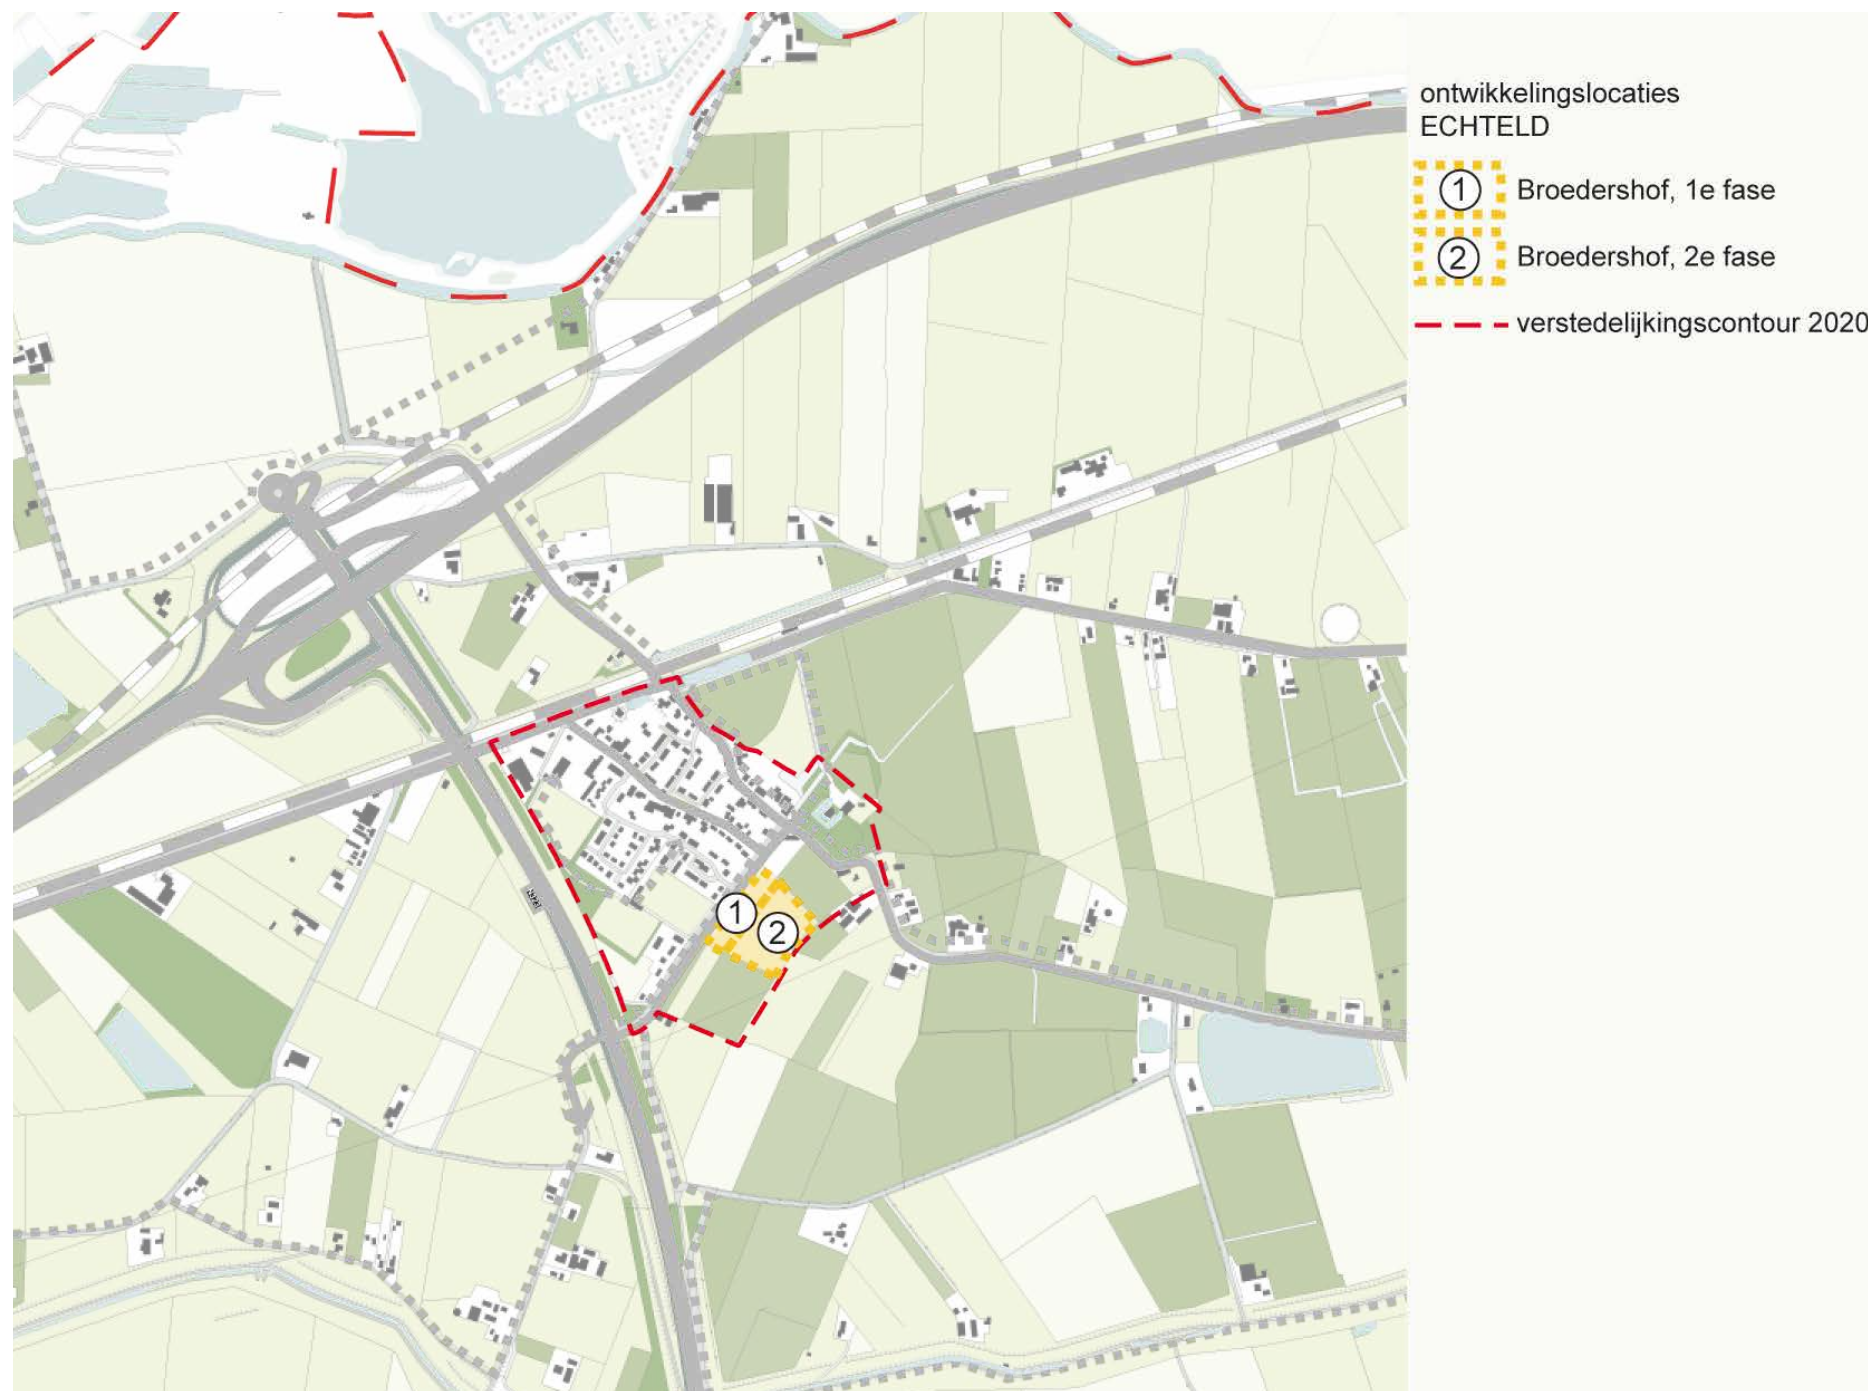 ontwikkelingslocaties
ECHTELD
1 Broedershof, 1e fase
2 Broedershof, 2e fase
verstedelijkingscontour 2020
1
2